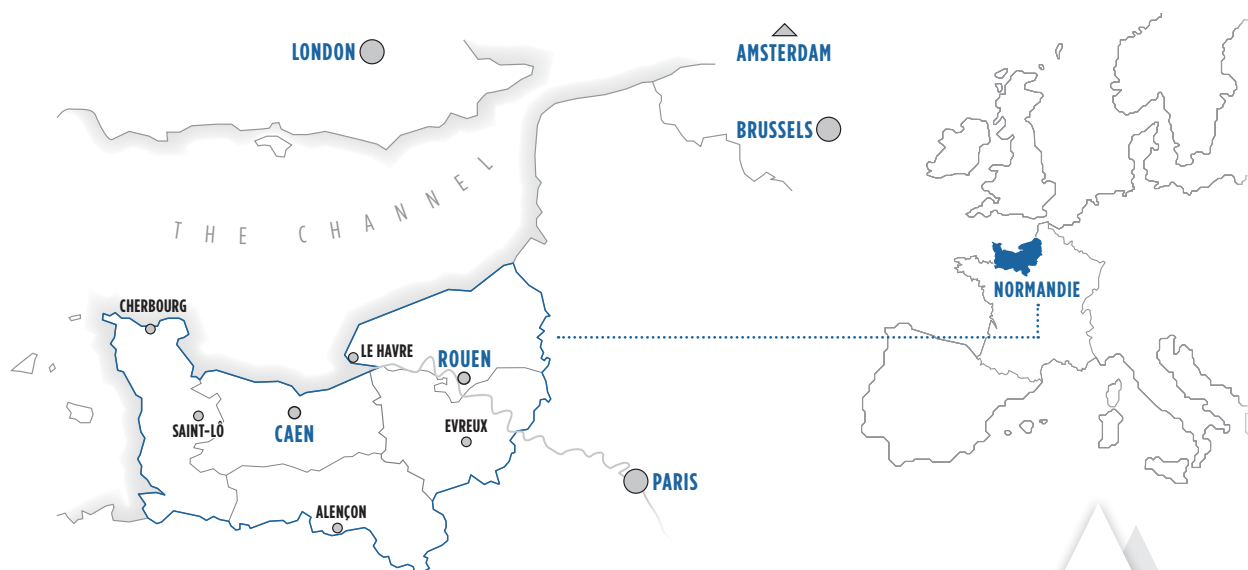 LONDON
AMSTERDAM
BRUSSELS
THE CHANNEL
NORMANDIE
CHERBOURG
LE HAVRE
ROUEN
SAINT-LÔ
CAEN
EVREUX
PARIS
ALENÇON